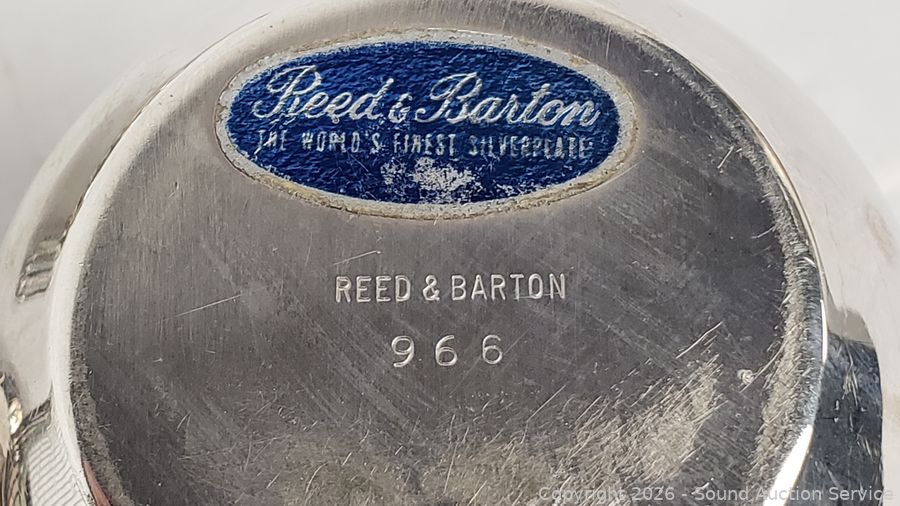 Reed & Barton
THE WORLD'S FINEST SILVERPLATE
REED & BARTON
966
Copyright 2026 - Sound Auction Service